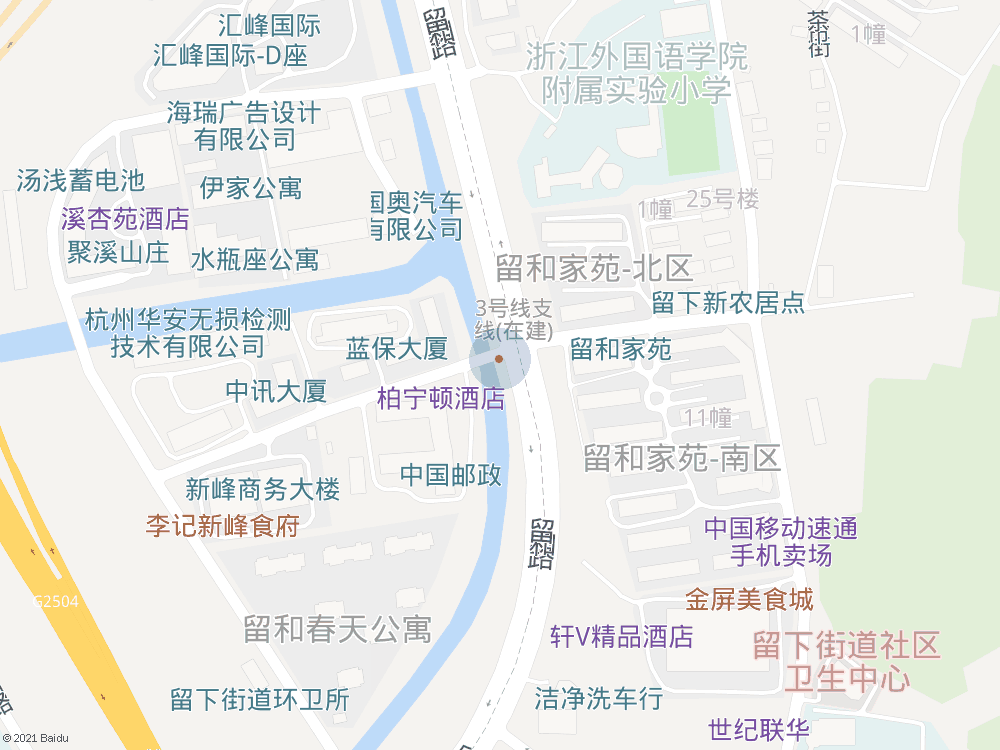 汇峰国际
汇峰国际-D座
留和路
茶市街
1幢
浙江外国语学院
附属实验小学
海瑞广告设计
有限公司
汤浅蓄电池
伊家公寓
国奥汽车
有限公司
溪杏苑酒店
聚溪山庄
水瓶座公寓
1幢
25号楼
留和家苑-北区
3号线支
线(在建)
留下新农居点
杭州华安无损检测
技术有限公司
蓝保大厦
留和家苑
中讯大厦
柏宁顿酒店
11幢
留和家苑-南区
中国邮政
新峰商务大楼
李记新峰食府
留和路
中国移动速通
手机卖场
G2504
金屏美食城
留和春天公寓
轩V精品酒店
留下街道社区
卫生中心
留下街道环卫所
洁净洗车行
世纪联华
© 2021 Baidu